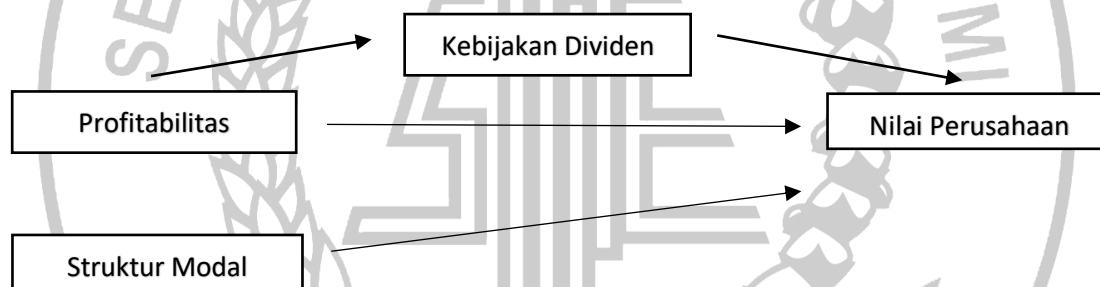 Kebijakan Dividen
Profitabilitas
Nilai Perusahaan
Struktur Modal